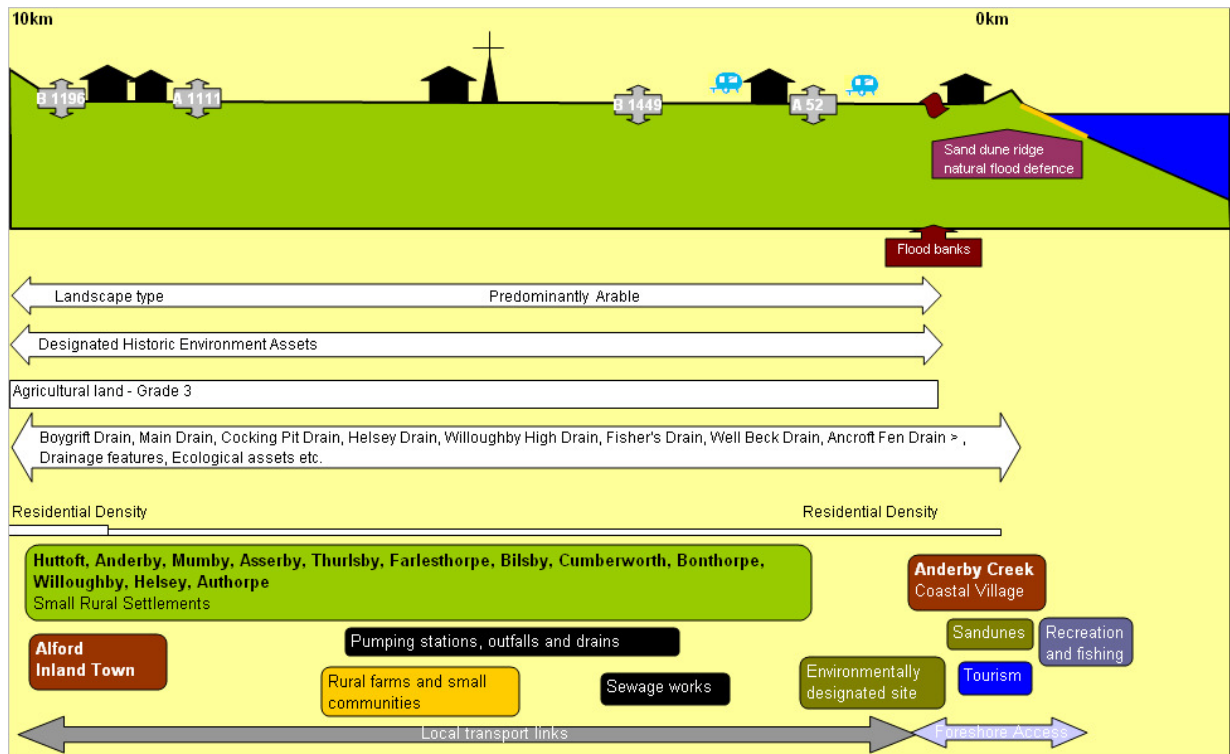 10km
0km
B 1196
A 1111
B 1449
A 52
Sand dune ridge
natural flood defence
Flood banks
Landscape type
Predominantly Arable
Designated Historic Environment Assets
Agricultural land - Grade 3
Boygrift Drain, Main Drain, Cocking Pit Drain, Helsey Drain, Willoughby High Drain, Fisher's Drain, Well Beck Drain, Ancroft Fen Drain > ,
Drainage features, Ecological assets etc.
Residential Density
Residential Density
Huttoft, Anderby, Mumby, Asserby, Thurlsby, Farlesthorpe, Bilsby, Cumberworth, Bonthorpe,
Willoughby, Helsey, Authorpe
Small Rural Settlements
Anderby Creek
Coastal Village
Alford
Inland Town
Pumping stations, outfalls and drains
Sandunes
Recreation
and fishing
Rural farms and small
communities
Sewage works
Environmentally
designated site
Tourism
Local transport links
Foreshore Access